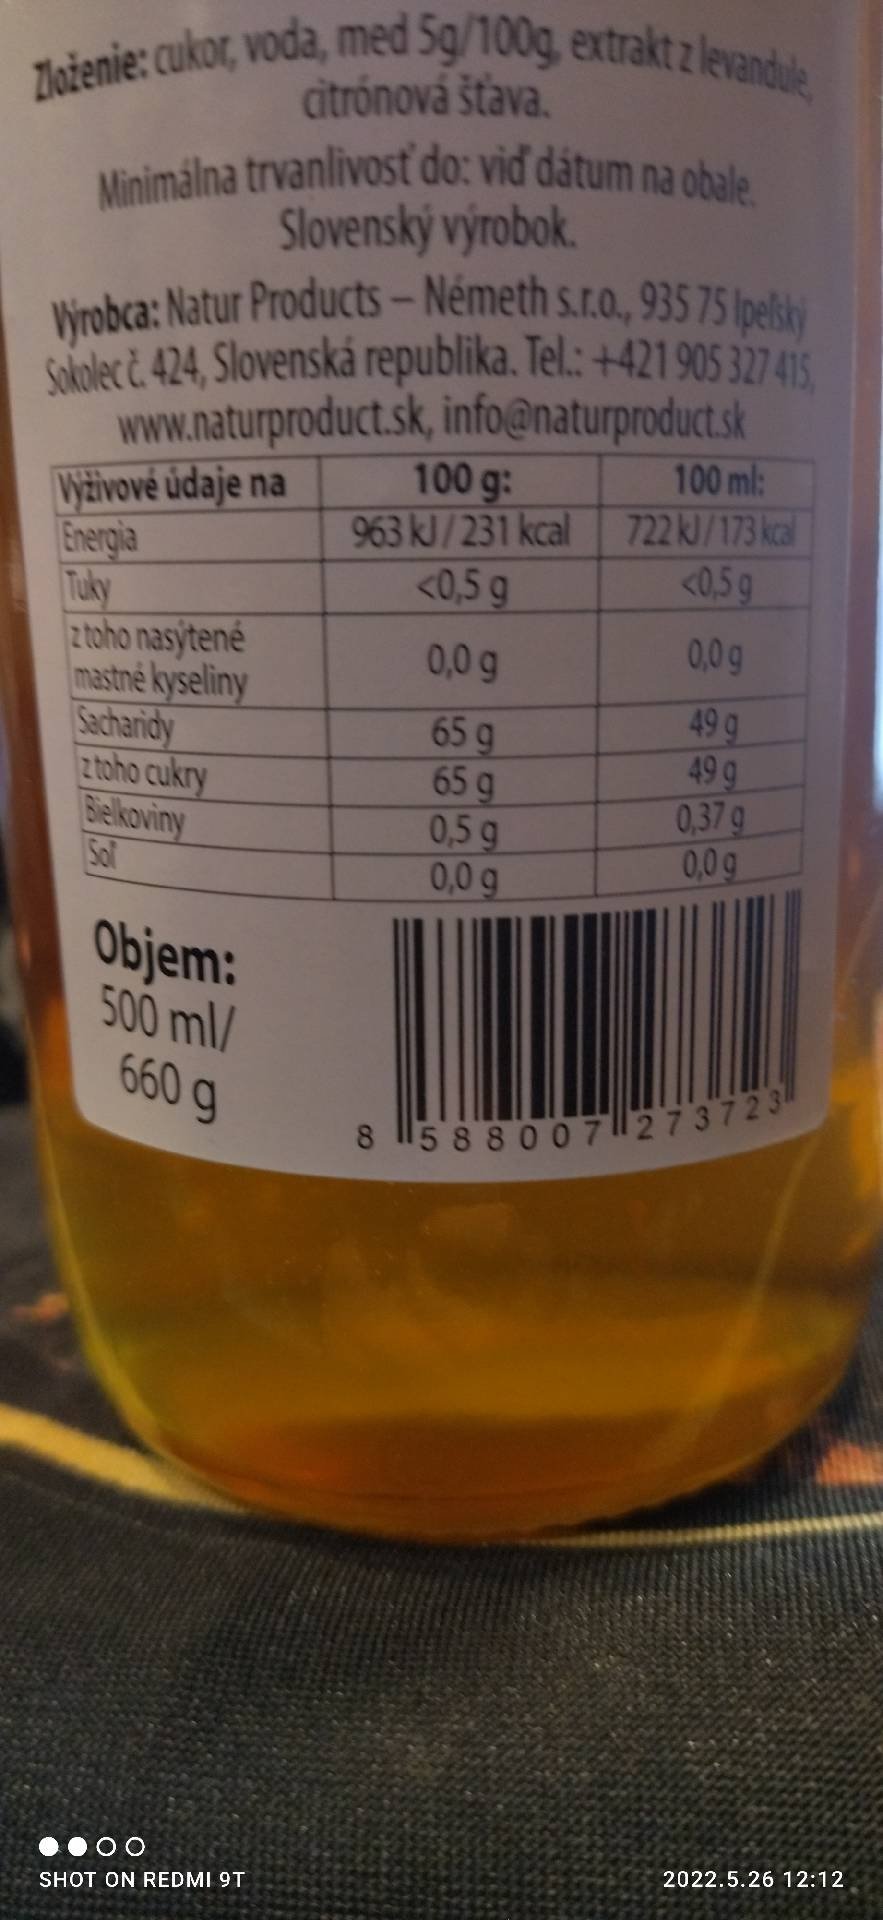 Zloženie: cukor, voda, med 5g/100g, extrakt z levandule,
citrónová šťava.
Minimálna trvanlivosť do: viď dátum na obale.
Slovenský výrobok.
Výrobca: Natur Products – Németh s.r.o., 935 75 Ipeľský
Sokolec č. 424, Slovenská republika. Tel.: +421 905 327 415,
www.naturproduct.sk, info@naturproduct.sk
Výživové údaje na 100 g: 100 ml:
Energia 963 kJ / 231 kcal 722 kJ / 173 kcal
Tuky <0,5 g <0,5 g
z toho nasýtené
mastné kyseliny 0,0 g 0,0 g
Sacharidy 65 g 49 g
z toho cukry 65 g 49 g
Bielkoviny 0,5 g 0,37 g
Soľ 0,0 g 0,0 g
Objem:
500 ml/
660 g
8 588007 273723
SHOT ON REDMI 9T
2022.5.26 12:12